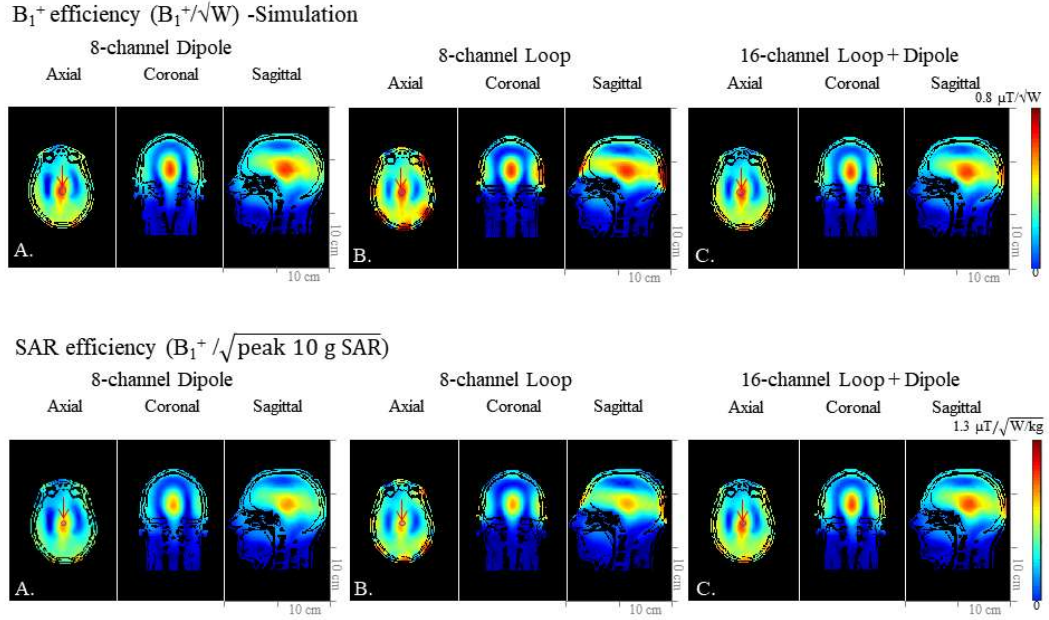 B₁⁺ efficiency (B₁⁺/√W) -Simulation
8-channel Dipole
8-channel Loop
16-channel Loop + Dipole
Axial Coronal Sagittal
Axial Coronal Sagittal
Axial Coronal Sagittal
0.8 μT/√W
A.
B.
C.
10 cm
10 cm
10 cm
10 cm
10 cm
10 cm
0
SAR efficiency (B₁⁺ /√peak 10 g SAR)
8-channel Dipole
8-channel Loop
16-channel Loop + Dipole
Axial Coronal Sagittal
Axial Coronal Sagittal
Axial Coronal Sagittal
1.3 μT/√W/kg
A.
B.
C.
10 cm
10 cm
10 cm
10 cm
10 cm
10 cm
0